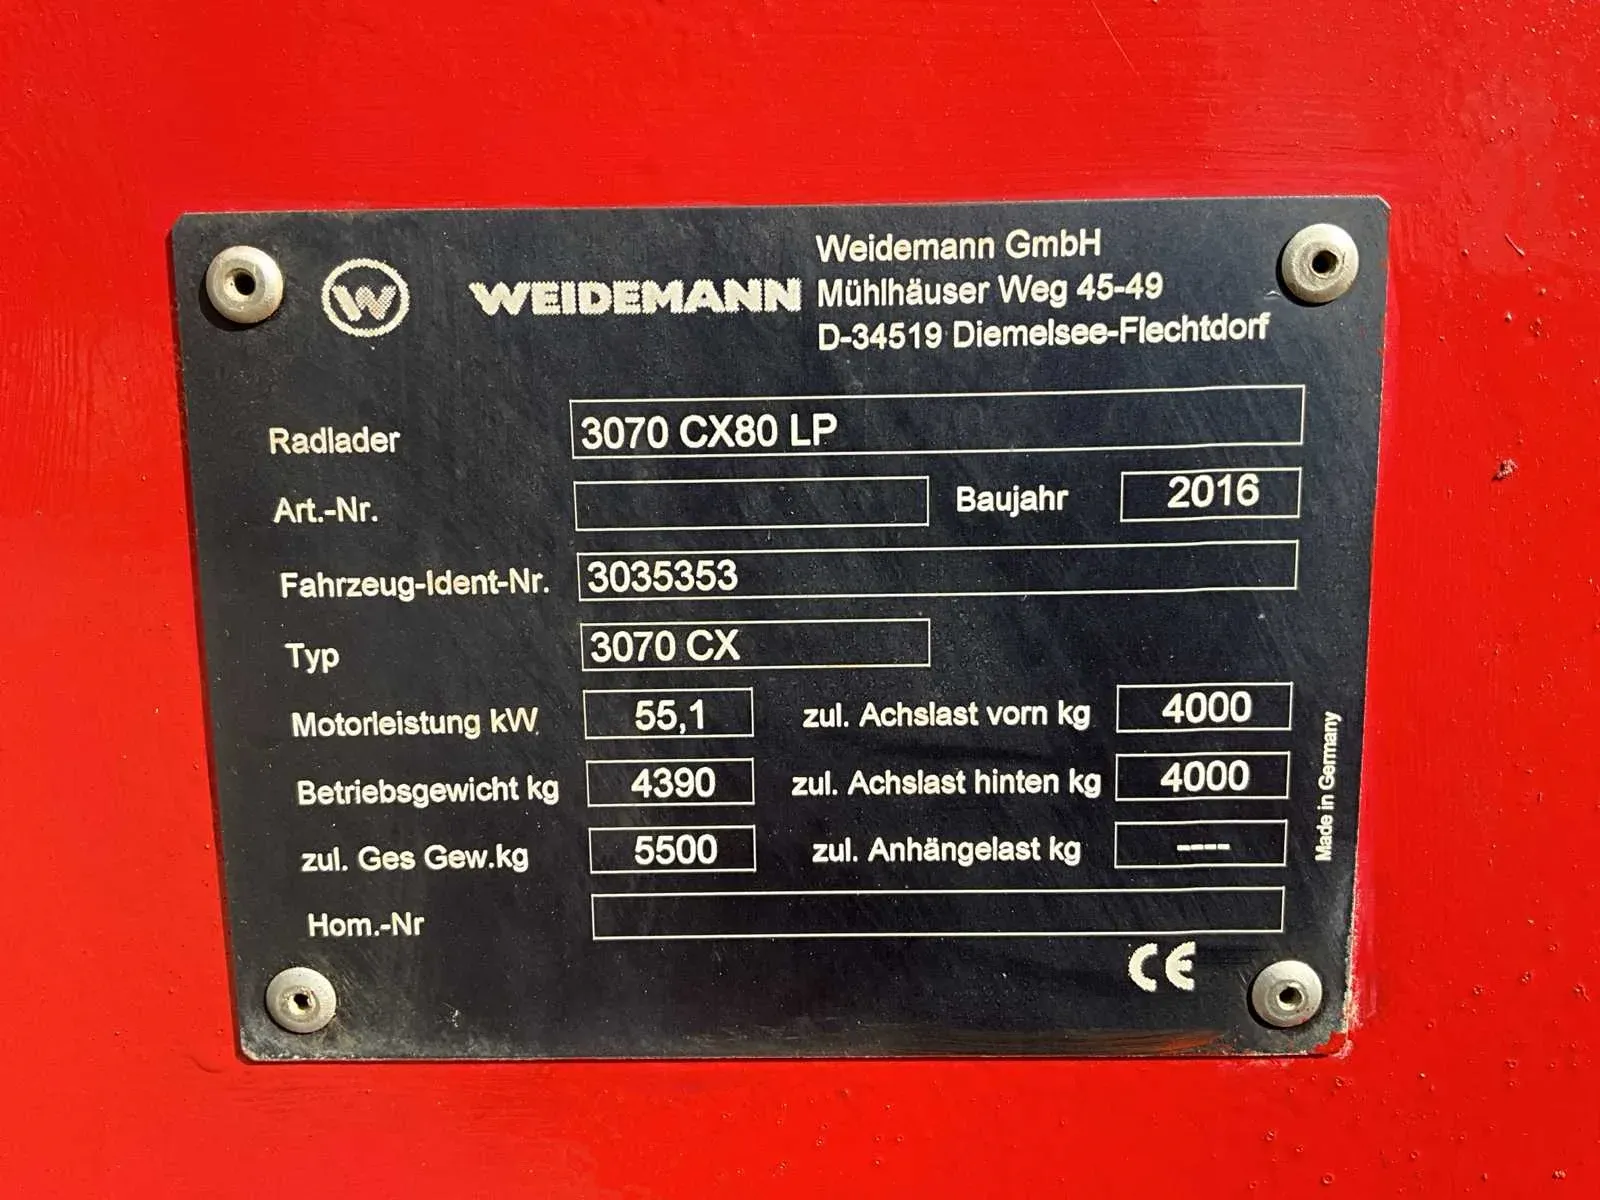 W WEIDEMANN
Weidemann GmbH
Mühlhäuser Weg 45-49
D-34519 Diemelsee-Flechtdorf
Radlader 3070 CX80 LP
Art.-Nr. Baujahr 2016
Fahrzeug-Ident-Nr. 3035353
Typ 3070 CX
Motorleistung kW 55,1 zul. Achslast vorn kg 4000
Betriebsgewicht kg 4390 zul. Achslast hinten kg 4000
zul. Ges Gew.kg 5500 zul. Anhängelast kg ----
Hom.-Nr
Made in Germany
CE